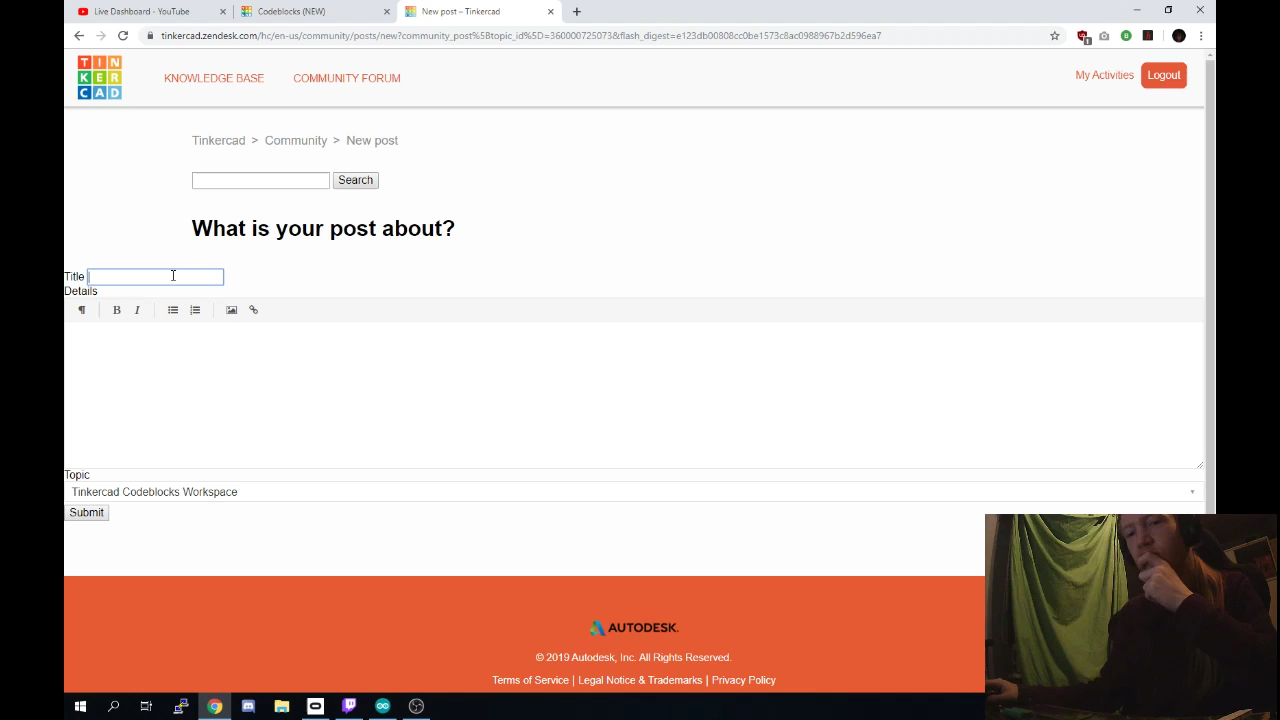 Live Dashboard - YouTube
Codeblocks (NEW)
New post – Tinkercad
tinkercad.zendesk.com/hc/en-us/community/posts/new?community_post%5Btopic_id%5D=360000725073&flash_digest=e123db00808cc0be1573c8ac0988967b2d596ea7
TIN
KER
CAD
KNOWLEDGE BASE
COMMUNITY FORUM
My Activities
Logout
Tinkercad > Community > New post
Search
What is your post about?
Title
Details
¶ B I
Topic
Tinkercad Codeblocks Workspace
Submit
AUTODESK.
© 2019 Autodesk, Inc. All Rights Reserved.
Terms of Service | Legal Notice & Trademarks | Privacy Policy